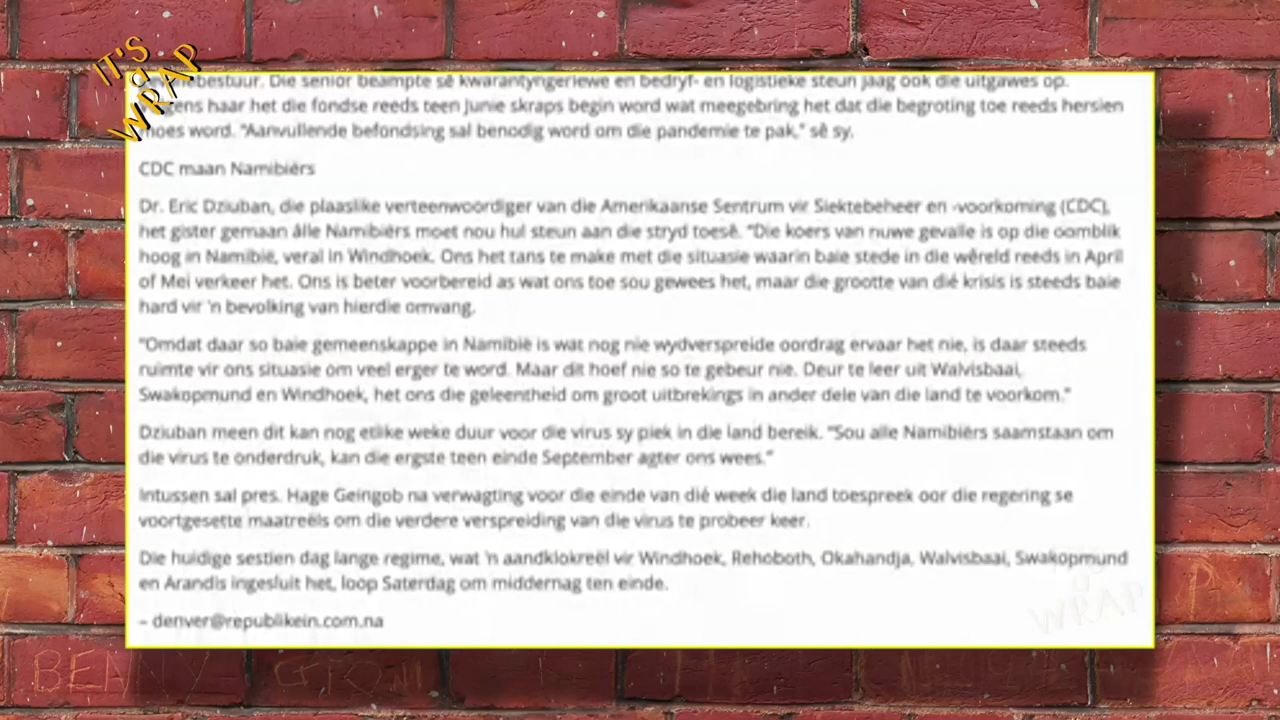 IT'S
a
WRAP
Die senior beampte sê kwarantyngeriewe en bedryf- en logistieke steun jaag ook die uitgawes op.
haar het die fondse reeds teen Junie skraps begin word wat meegebring het dat die begroting toe reeds hersien
moes word. "Aanvullende befondsing sal benodig word om die pandemie te pak," sê sy.
CDC maan Namibiërs
Dr. Eric Dziuban, die plaaslike verteenwoordiger van die Amerikaanse Sentrum vir Siektebeheer en -voorkoming (CDC),
het gister gemaan álle Namibiërs moet nou hul steun aan die stryd toesê. "Die koers van nuwe gevalle is op die oomblik
hoog in Namibië, veral in Windhoek. Ons het tans te make met die situasie waarin baie stede in die wêreld reeds in April
of Mei verkeer het. Ons is beter voorbereid as wat ons toe sou gewees het, maar die grootte van dié krisis is steeds baie
hard vir 'n bevolking van hierdie omvang.
"Omdat daar so baie gemeenskappe in Namibië is wat nog nie wydverspreide oordrag ervaar het nie, is daar steeds
ruimte vir ons situasie om veel erger te word. Maar dit hoef nie so te gebeur nie. Deur te leer uit Walvisbaai,
Swakopmund en Windhoek, het ons die geleentheid om groot uitbrekings in ander dele van die land te voorkom."
Dziuban meen dit kan nog etlike weke duur voor die virus sy piek in die land bereik. "Sou alle Namibiërs saamstaan om
die virus te onderdruk, kan die ergste teen einde September agter ons wees."
Intussen sal pres. Hage Geingob na verwagting voor die einde van dié week die land toespreek oor die regering se
voortgesette maatreëls om die verdere verspreiding van die virus te probeer keer.
Die huidige sestien dag lange regime, wat 'n aandklokreël vir Windhoek, Rehoboth, Okahandja, Walvisbaai, Swakopmund
en Arandis ingesluit het, loop Saterdag om middernag ten einde.
– denver@republikein.com.na
WRAP
BENNY